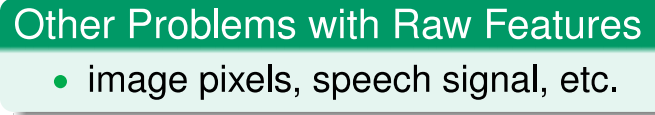 Other Problems with Raw Features
• image pixels, speech signal, etc.